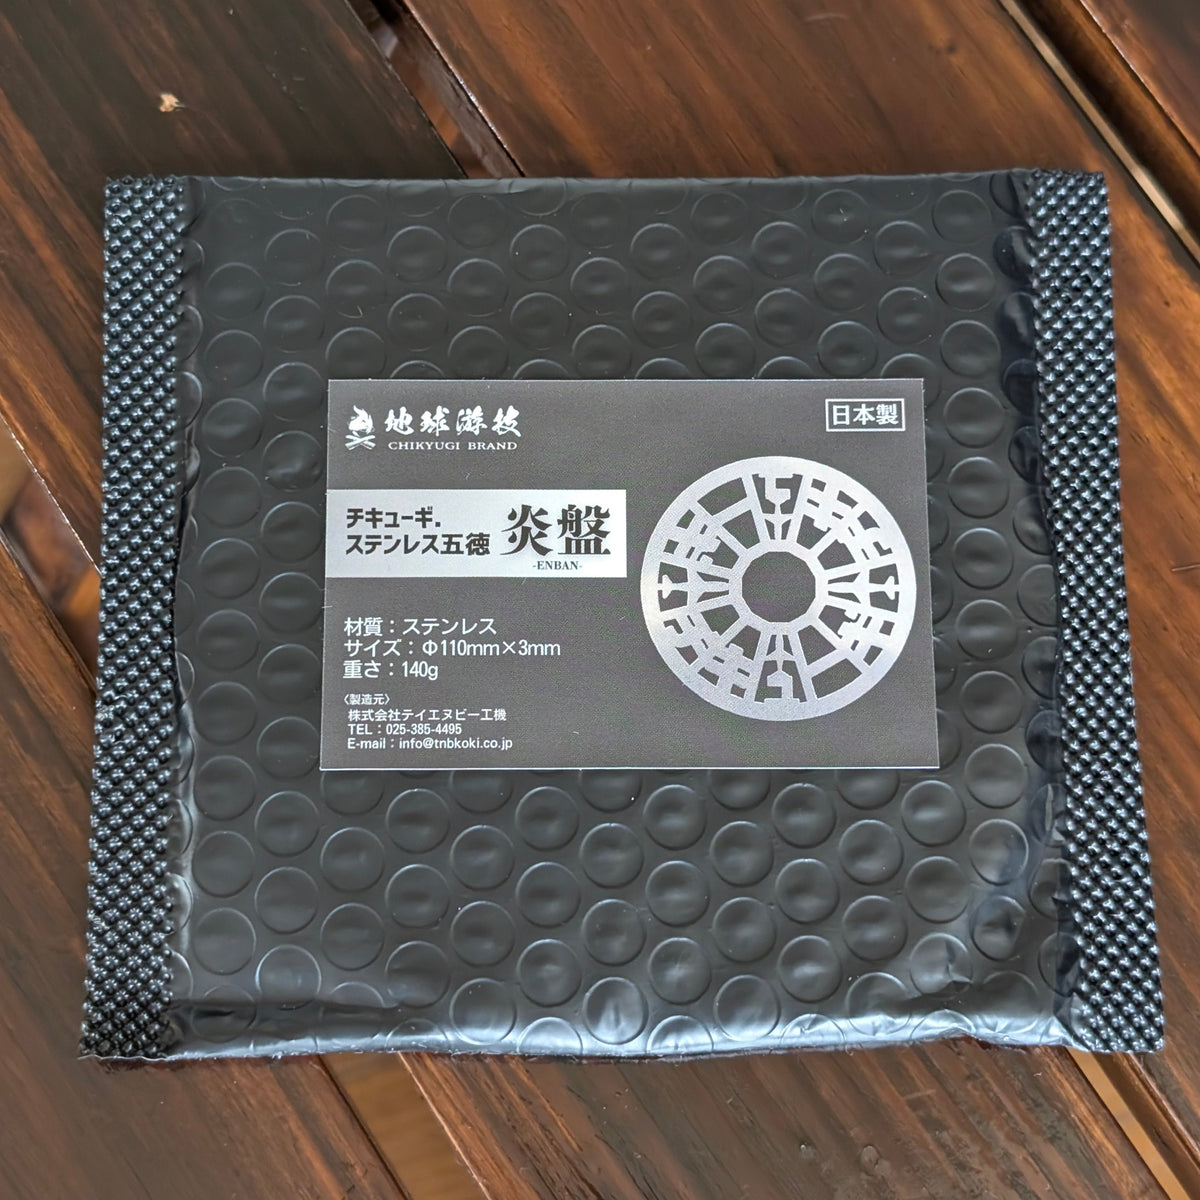 地球游技
CHIKYUGI BRAND
日本製
チキューギ.
ステンレス五徳
炎盤
-ENBAN-
材質：ステンレス
サイズ：Φ110mm×3mm
重さ：140g
〈製造元〉
株式会社テイエヌビー工機
TEL：025-385-4495
E-mail：info@tnbkoki.co.jp